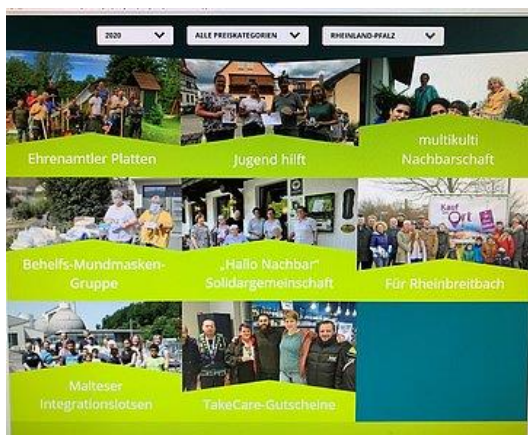 2020
ALLE PREISKATEGORIEN
RHEINLAND-PFALZ
Ehrenamtler Platten
Jugend hilft
multikulti
Nachbarschaft
Behelfs-Mundmasken-
Gruppe
„Hallo Nachbar“
Solidargemeinschaft
Kauf
Ort
Für Rheinbreitbach
Malteser
Integrationslotsen
TakeCare-Gutscheine